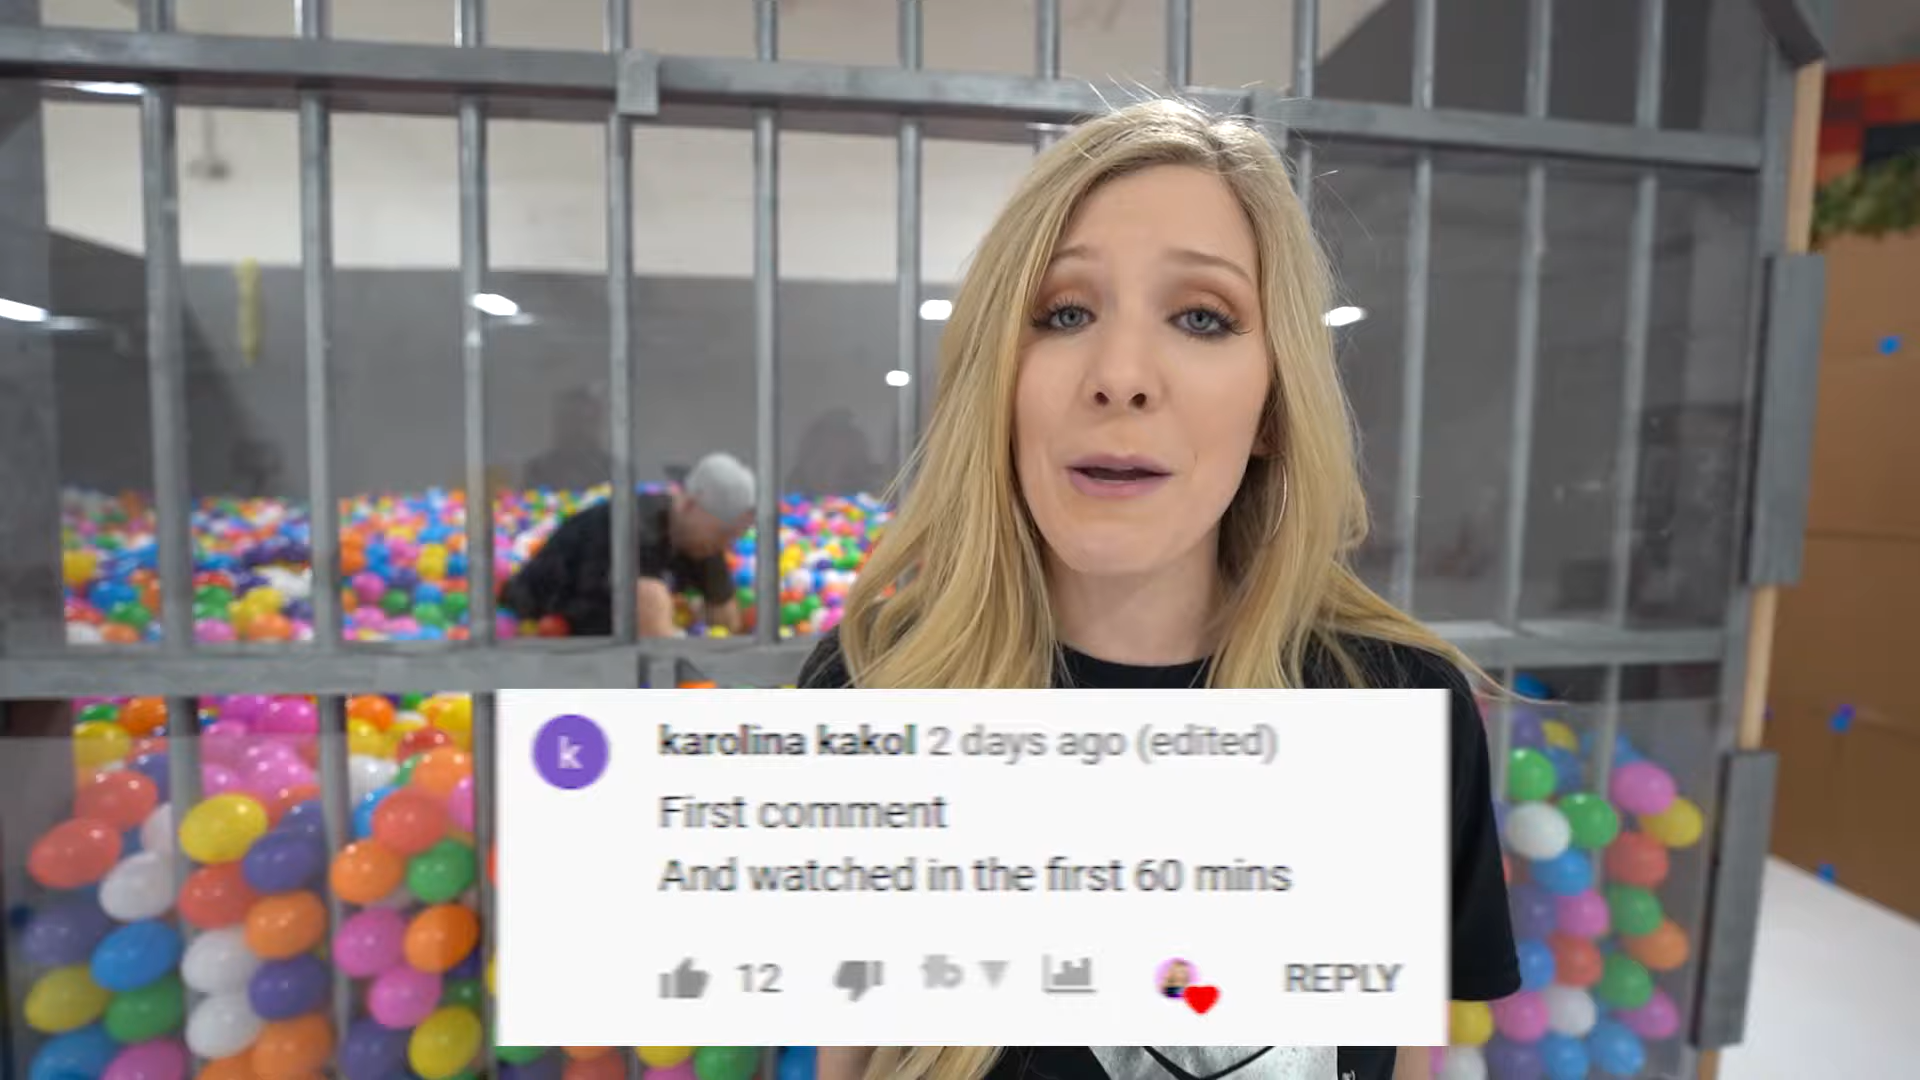 k
karolina kakol 2 days ago (edited)
First comment
And watched in the first 60 mins
12
REPLY